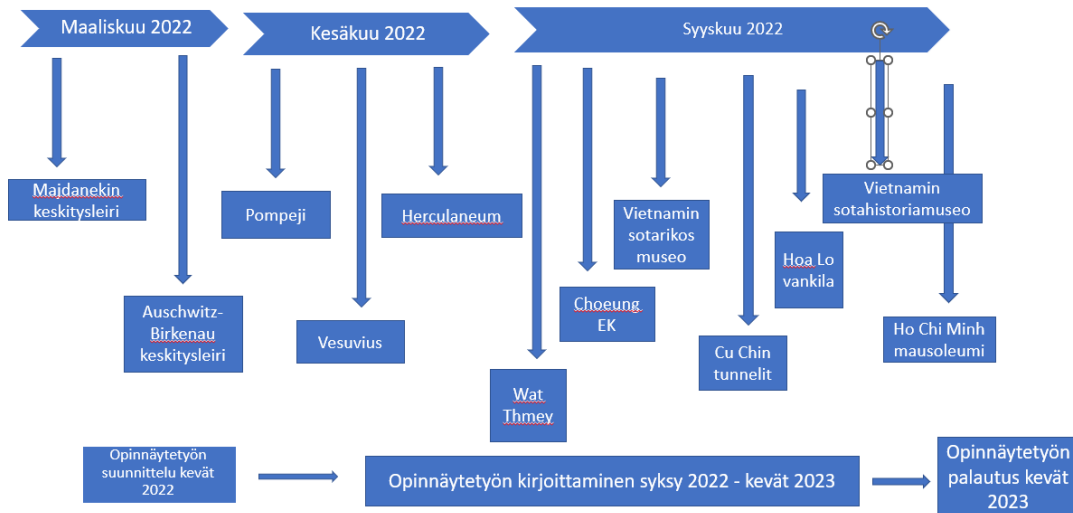 Maaliskuu 2022
Kesäkuu 2022
Syyskuu 2022
Majdanekin
keskitysleiri
Auschwitz-
Birkenau
keskitysleiri
Pompeji
Vesuvius
Herculaneum
Wat
Thmey
Choeung
EK
Vietnamin
sotarikos
museo
Cu Chin
tunnelit
Hoa Lo
vankila
Vietnamin
sotahistoriamuseo
Ho Chi Minh
mausoleumi
Opinnäytetyön
suunnittelu kevät
2022
Opinnäytetyön kirjoittaminen syksy 2022 - kevät 2023
Opinnäytetyön
palautus kevät
2023